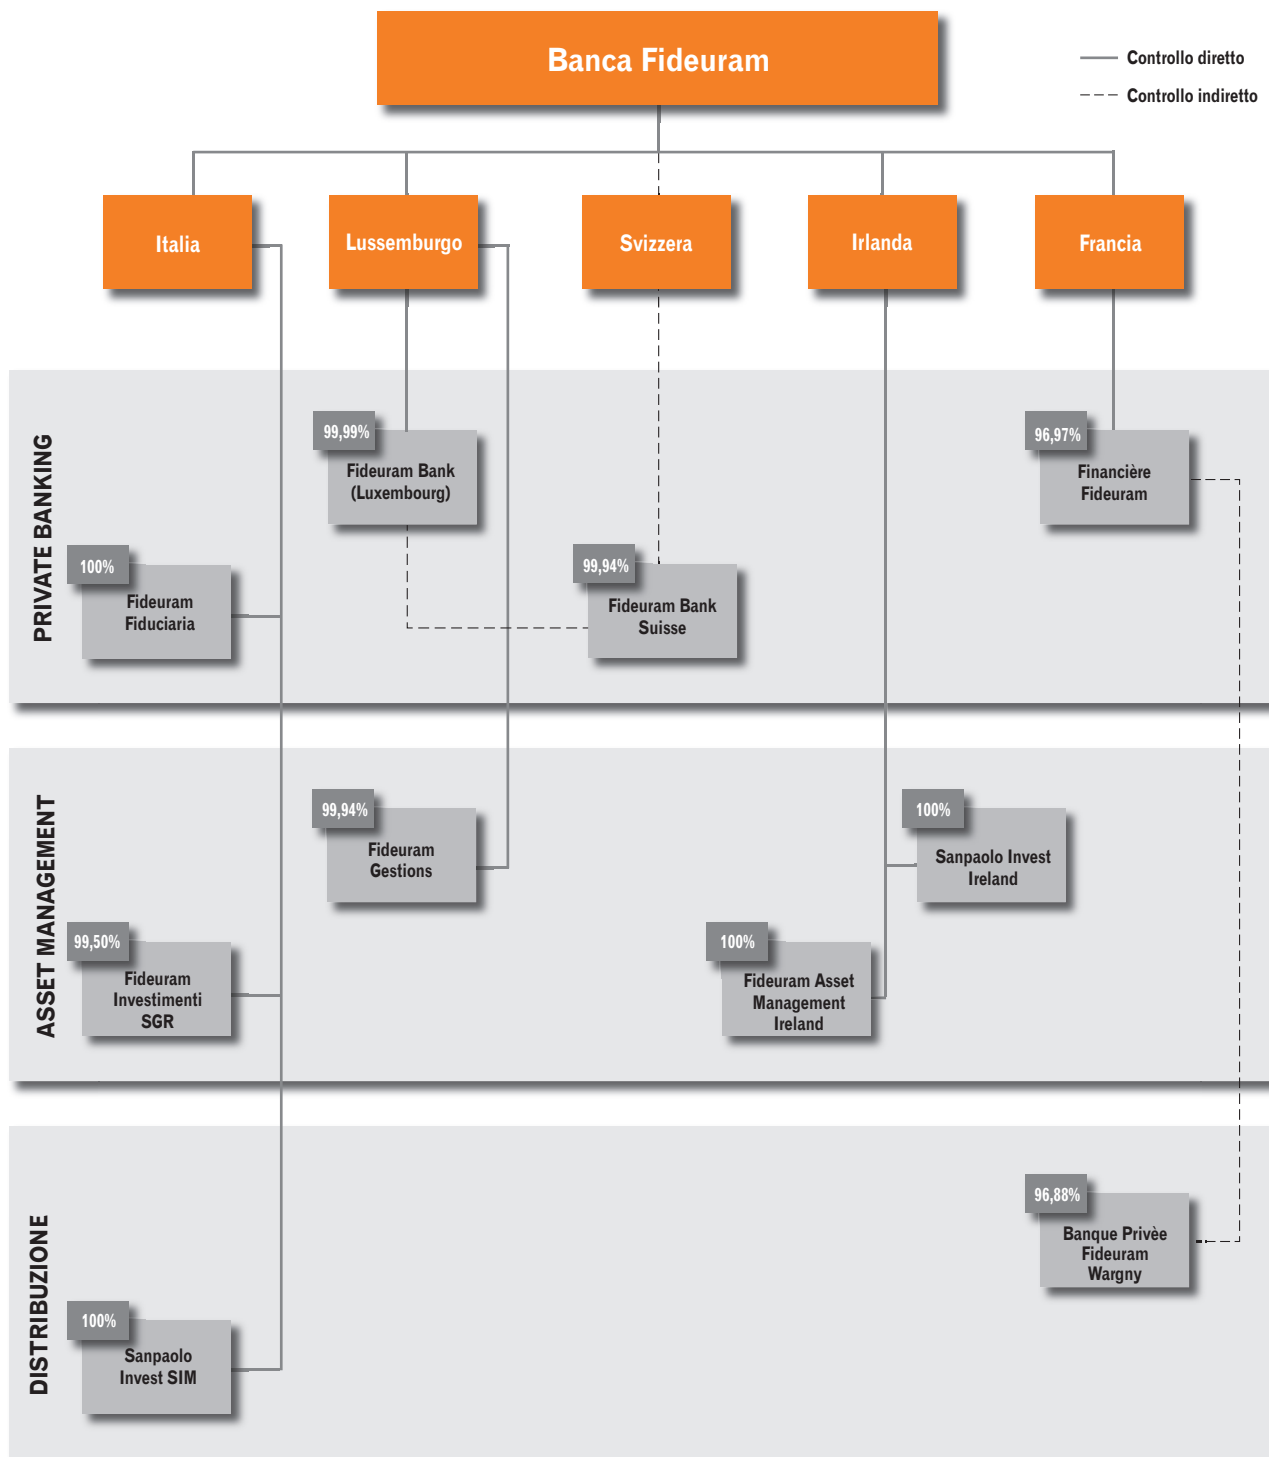 Banca Fideuram
Controllo diretto
Controllo indiretto
Italia
Lussemburgo
Svizzera
Irlanda
Francia
PRIVATE BANKING
99,99%
Fideuram Bank
(Luxembourg)
96,97%
Financière
Fideuram
100%
Fideuram
Fiduciaria
99,94%
Fideuram Bank
Suisse
ASSET MANAGEMENT
99,94%
Fideuram
Gestions
100%
Sanpaolo Invest
Ireland
99,50%
Fideuram
Investimenti
SGR
100%
Fideuram Asset
Management
Ireland
DISTRIBUZIONE
96,88%
Banque Privèe
Fideuram
Wargny
100%
Sanpaolo
Invest SIM